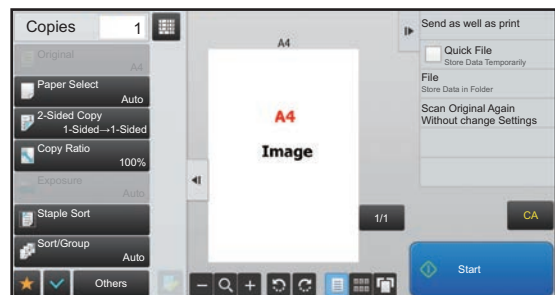 Copies
1
Original
A4
Paper Select
Auto
2-Sided Copy
1-Sided→1-Sided
Copy Ratio
100%
Exposure
Auto
Staple Sort
Sort/Group
Auto
Others
A4
A4
Image
1/1
Send as well as print
Quick File
Store Data Temporarily
File
Store Data in Folder
Scan Original Again
Without change Settings
CA
Start